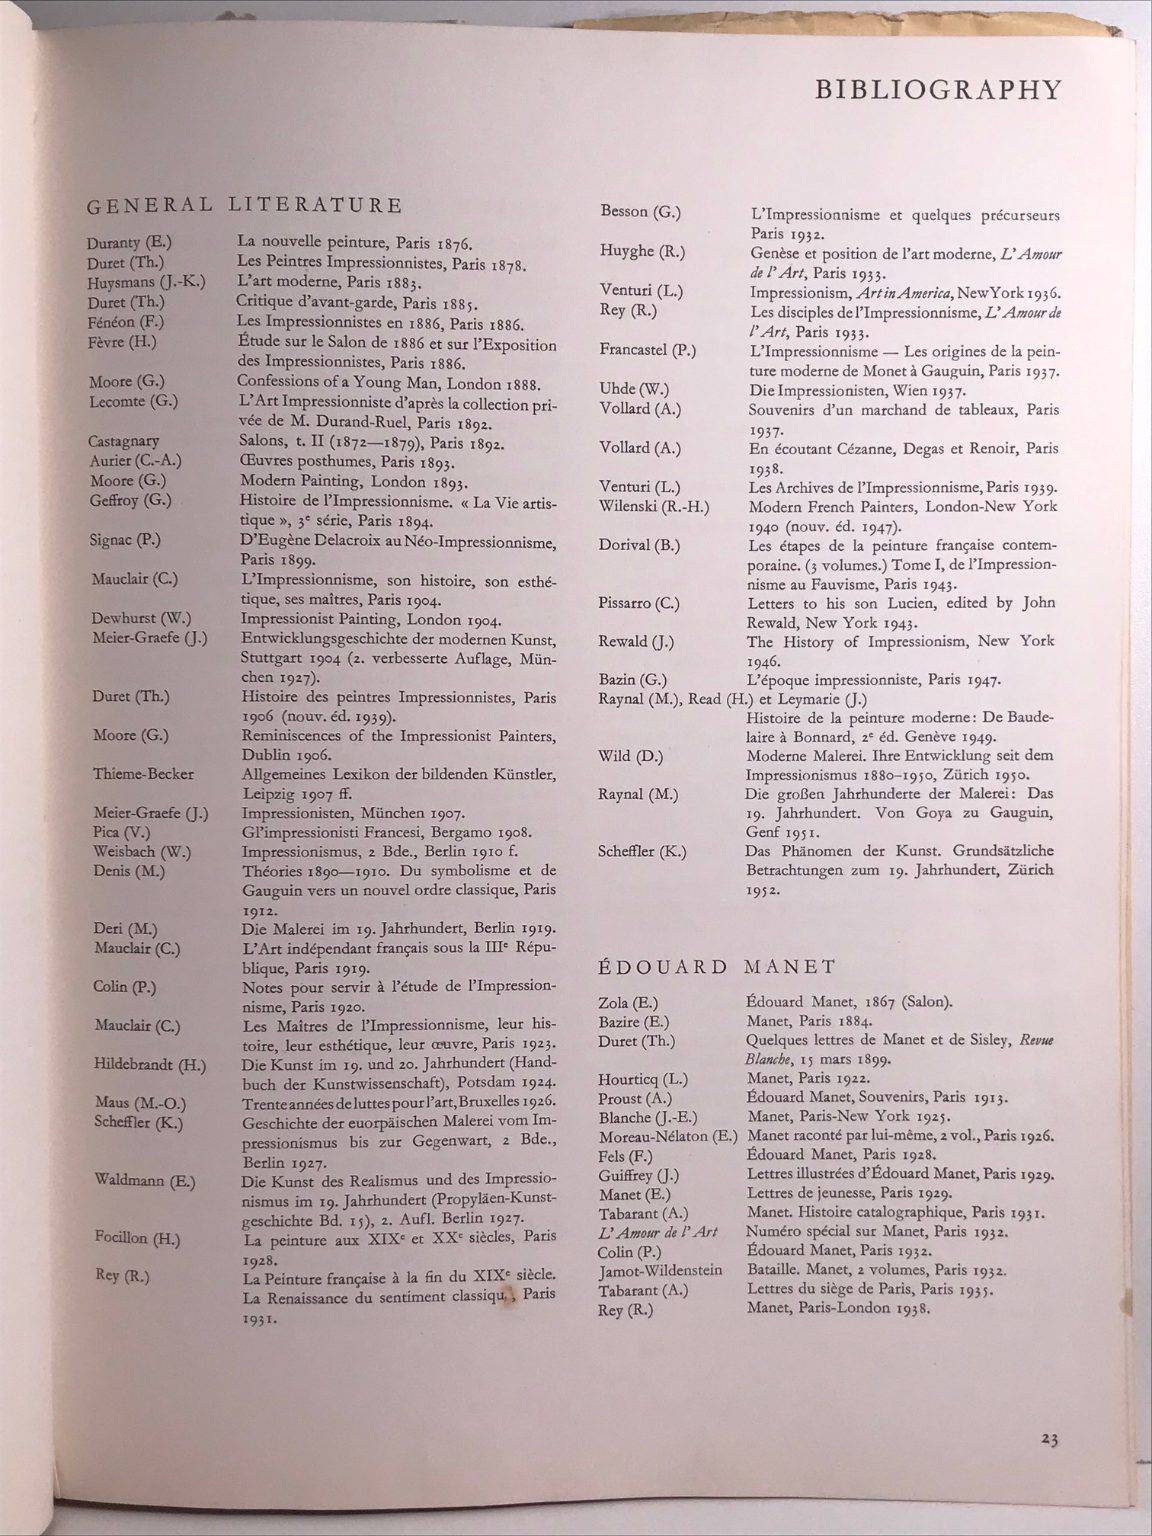 BIBLIOGRAPHY
GENERAL LITERATURE
Duranty (E.) La nouvelle peinture, Paris 1876.
Duret (Th.) Les Peintres Impressionnistes, Paris 1878.
Huysmans (J.-K.) L'art moderne, Paris 1883.
Duret (Th.) Critique d'avant-garde, Paris 1885.
Fénéon (F.) Les Impressionnistes en 1886, Paris 1886.
Fèvre (H.) Étude sur le Salon de 1886 et sur l'Exposition
des Impressionnistes, Paris 1886.
Moore (G.) Confessions of a Young Man, London 1888.
Lecomte (G.) L'Art Impressionniste d'après la collection pri-
vée de M. Durand-Ruel, Paris 1892.
Castagnary Salons, t. II (1872—1879), Paris 1892.
Aurier (C.-A.) Œuvres posthumes, Paris 1893.
Moore (G.) Modern Painting, London 1893.
Geffroy (G.) Histoire de l'Impressionnisme. « La Vie artis-
tique », 3e série, Paris 1894.
Signac (P.) D'Eugène Delacroix au Néo-Impressionnisme,
Paris 1899.
Mauclair (C.) L'Impressionnisme, son histoire, son esthé-
tique, ses maîtres, Paris 1904.
Dewhurst (W.) Impressionist Painting, London 1904.
Meier-Graefe (J.) Entwicklungsgeschichte der modernen Kunst,
Stuttgart 1904 (2. verbesserte Auflage, Mün-
chen 1927).
Duret (Th.) Histoire des peintres Impressionnistes, Paris
1906 (nouv. éd. 1939).
Moore (G.) Reminiscences of the Impressionist Painters,
Dublin 1906.
Thieme-Becker Allgemeines Lexikon der bildenden Künstler,
Leipzig 1907 ff.
Meier-Graefe (J.) Impressionisten, München 1907.
Pica (V.) Gl'impressionisti Francesi, Bergamo 1908.
Weisbach (W.) Impressionismus, 2 Bde., Berlin 1910 f.
Denis (M.) Théories 1890—1910. Du symbolisme et de
Gauguin vers un nouvel ordre classique, Paris
1912.
Deri (M.) Die Malerei im 19. Jahrhundert, Berlin 1919.
Mauclair (C.) L'Art indépendant français sous la IIIe Répu-
blique, Paris 1919.
Colin (P.) Notes pour servir à l'étude de l'Impression-
nisme, Paris 1920.
Mauclair (C.) Les Maîtres de l'Impressionnisme, leur his-
toire, leur esthétique, leur œuvre, Paris 1923.
Hildebrandt (H.) Die Kunst im 19. und 20. Jahrhundert (Hand-
buch der Kunstwissenschaft), Potsdam 1924.
Maus (M.-O.) Trente années de luttes pour l'art, Bruxelles 1926.
Scheffler (K.) Geschichte der euorpäischen Malerei vom Im-
pressionismus bis zur Gegenwart, 2 Bde.,
Berlin 1927.
Waldmann (E.) Die Kunst des Realismus und des Impressio-
nismus im 19. Jahrhundert (Propyläen-Kunst-
geschichte Bd. 15), 2. Aufl. Berlin 1927.
Focillon (H.) La peinture aux XIXe et XXe siècles, Paris
1928.
Rey (R.) La Peinture française à la fin du XIXe siècle.
La Renaissance du sentiment classiqu , Paris
1931.
Besson (G.) L'Impressionnisme et quelques précurseurs
Paris 1932.
Huyghe (R.) Genèse et position de l'art moderne, L'Amour
de l'Art, Paris 1933.
Venturi (L.) Impressionism, Art in America, New York 1936.
Rey (R.) Les disciples de l'Impressionnisme, L'Amour de
l'Art, Paris 1933.
Francastel (P.) L'Impressionnisme — Les origines de la pein-
ture moderne de Monet à Gauguin, Paris 1937.
Uhde (W.) Die Impressionisten, Wien 1937.
Vollard (A.) Souvenirs d'un marchand de tableaux, Paris
1937.
Vollard (A.) En écoutant Cézanne, Degas et Renoir, Paris
1938.
Venturi (L.) Les Archives de l'Impressionnisme, Paris 1939.
Wilenski (R.-H.) Modern French Painters, London-New York
1940 (nouv. éd. 1947).
Dorival (B.) Les étapes de la peinture française contem-
poraine. (3 volumes.) Tome I, de l'Impression-
nisme au Fauvisme, Paris 1943.
Pissarro (C.) Letters to his son Lucien, edited by John
Rewald, New York 1943.
Rewald (J.) The History of Impressionism, New York
1946.
Bazin (G.) L'époque impressionniste, Paris 1947.
Raynal (M.), Read (H.) et Leymarie (J.)
Histoire de la peinture moderne: De Baude-
laire à Bonnard, 2e éd. Genève 1949.
Wild (D.) Moderne Malerei. Ihre Entwicklung seit dem
Impressionismus 1880–1950, Zürich 1950.
Raynal (M.) Die großen Jahrhunderte der Malerei: Das
19. Jahrhundert. Von Goya zu Gauguin,
Genf 1951.
Scheffler (K.) Das Phänomen der Kunst. Grundsätzliche
Betrachtungen zum 19. Jahrhundert, Zürich
1952.
ÉDOUARD MANET
Zola (E.) Édouard Manet, 1867 (Salon).
Bazire (E.) Manet, Paris 1884.
Duret (Th.) Quelques lettres de Manet et de Sisley, Revue
Blanche, 15 mars 1899.
Hourticq (L.) Manet, Paris 1922.
Proust (A.) Édouard Manet, Souvenirs, Paris 1913.
Blanche (J.-E.) Manet, Paris-New York 1925.
Moreau-Nélaton (E.) Manet raconté par lui-même, 2 vol., Paris 1926.
Fels (F.) Édouard Manet, Paris 1928.
Guiffrey (J.) Lettres illustrées d'Édouard Manet, Paris 1929.
Manet (E.) Lettres de jeunesse, Paris 1929.
Tabarant (A.) Manet. Histoire catalographique, Paris 1931.
L'Amour de l'Art Numéro spécial sur Manet, Paris 1932.
Colin (P.) Édouard Manet, Paris 1932.
Jamot-Wildenstein Bataille. Manet, 2 volumes, Paris 1932.
Tabarant (A.) Lettres du siège de Paris, Paris 1935.
Rey (R.) Manet, Paris-London 1938.
23